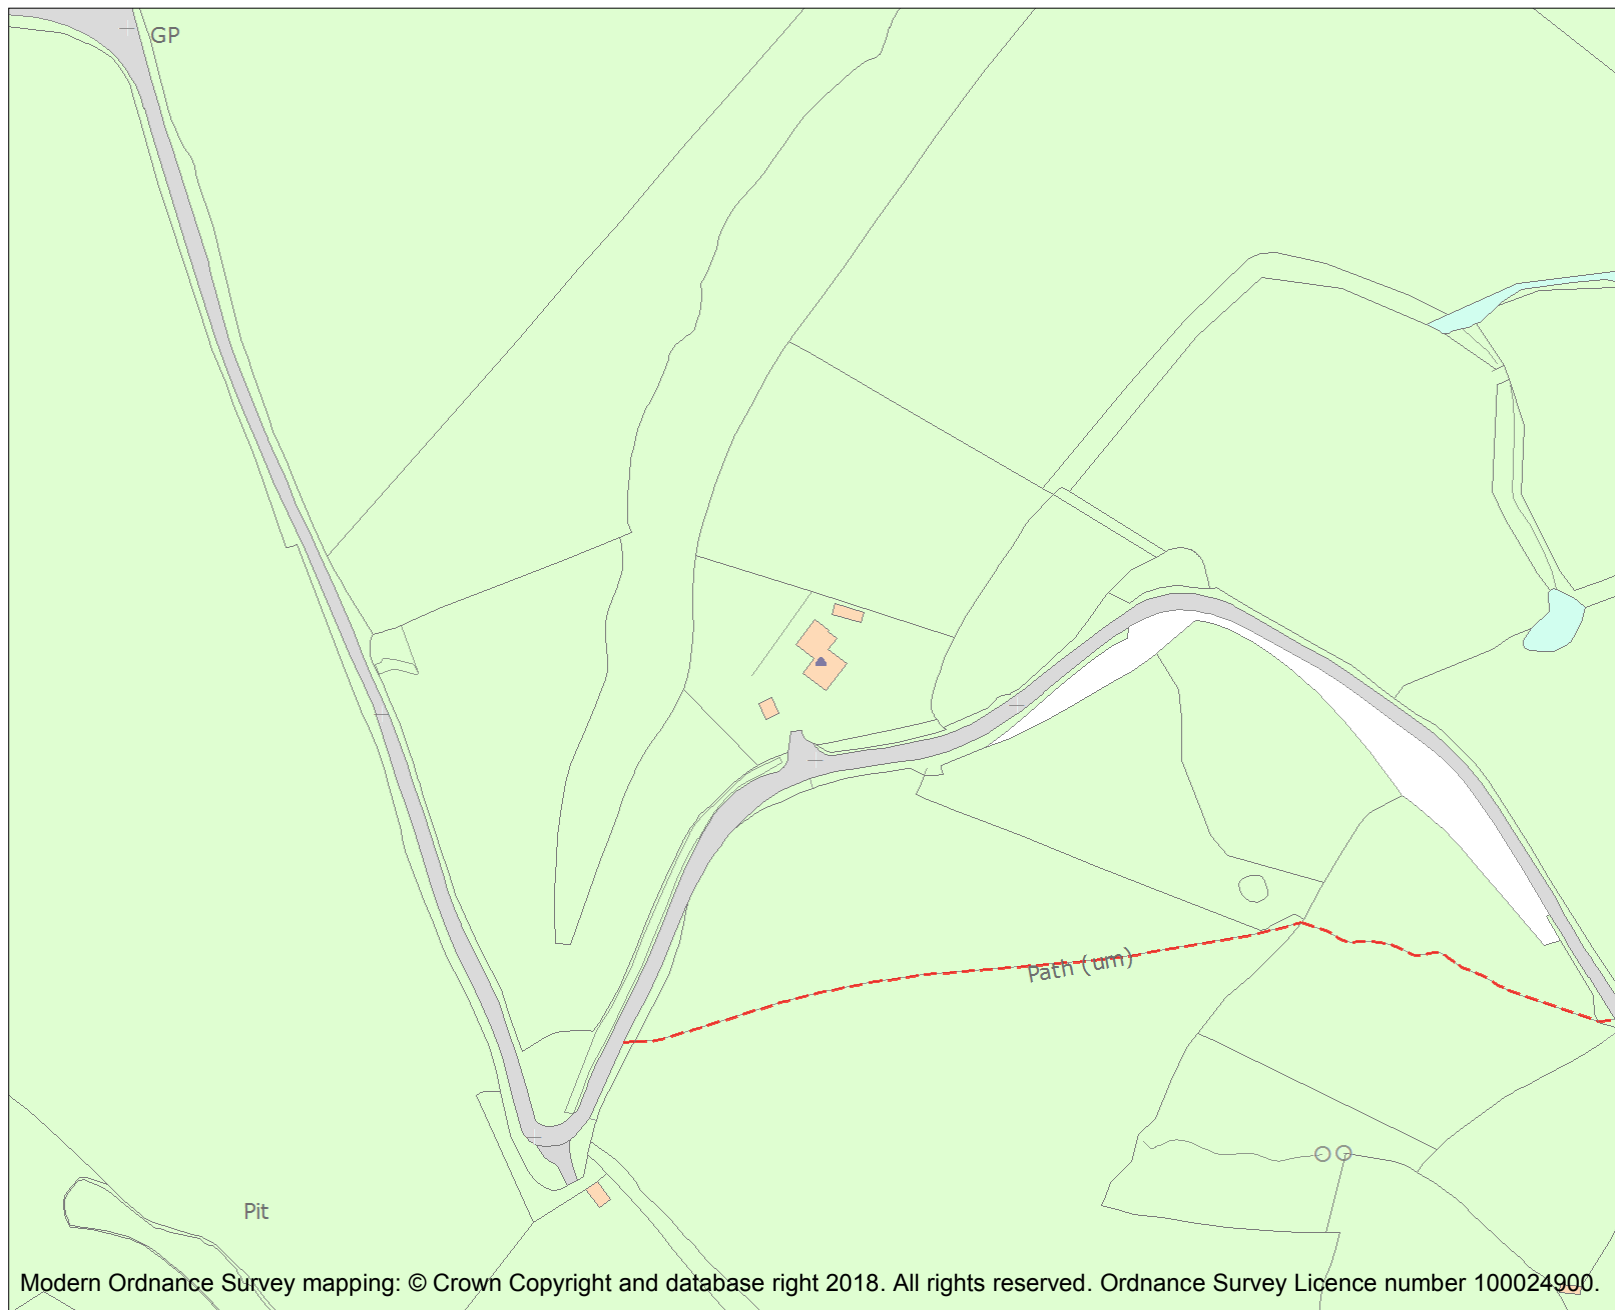 GP
Path (um)
Pit
Modern Ordnance Survey mapping: © Crown Copyright and database right 2018. All rights reserved. Ordnance Survey Licence number 100024900.